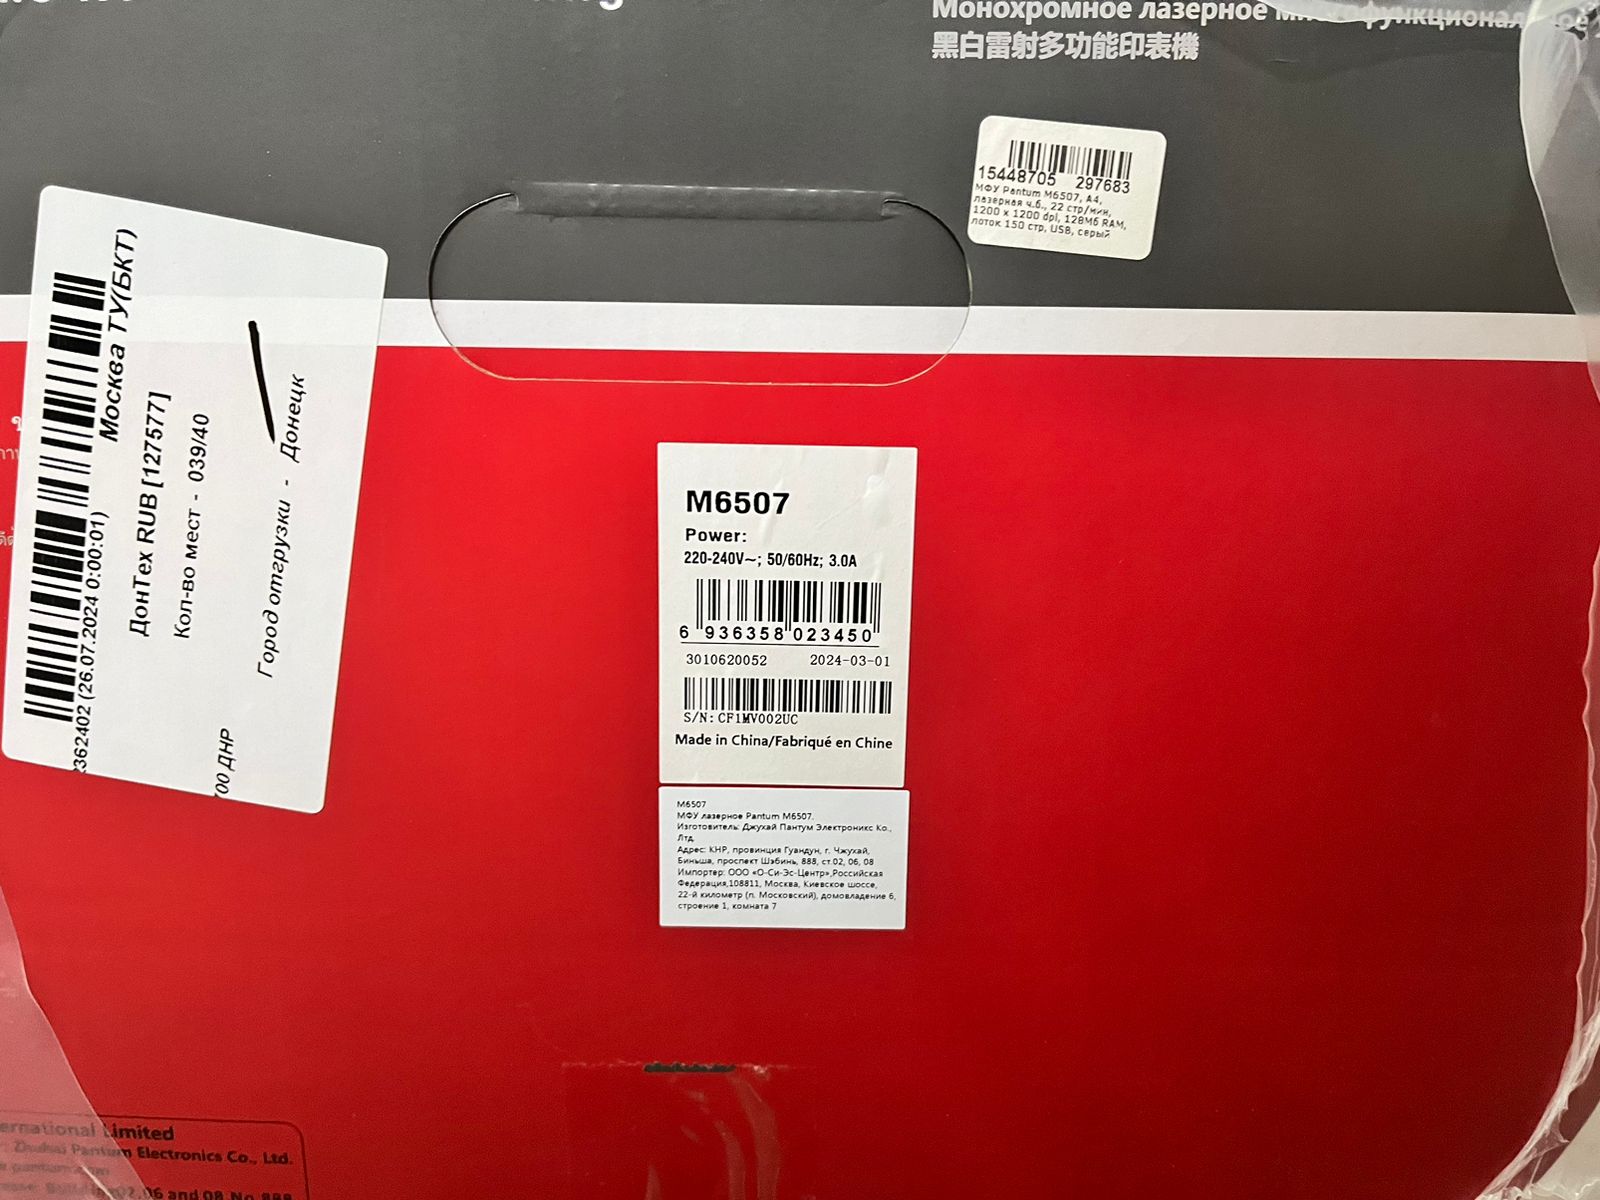 Монохромное лазерное
黑白雷射多功能印表機
15448705 297683
МФУ Pantum M6507, A4,
лазерная ч.б., 22 стр/мин,
1200 x 1200 dpi, 128Мб RAM,
лоток 150 стр, USB, серый
362402 (26.07.2024 0:00:01)
Москва ТУ(БКТ)
ДонТех RUB [127577]
Кол-во мест - 039/40
00 ДНР
Город отгрузки - Донецк
M6507
Power:
220-240V~; 50/60Hz; 3.0A
6 936358 023450
3010620052 2024-03-01
S/N: CF1MV002UC
Made in China/Fabriqué en Chine
M6507
МФУ лазерное Pantum M6507.
Изготовитель: Джухай Пантум Электроникс Ко.,
Лтд.
Адрес: КНР, провинция Гуандун, г. Чжухай,
Биньша, проспект Шэбинь, 888, ст.02, 06, 08
Импортер: ООО «О-Си-Эс-Центр»,Российская
Федерация,108811, Москва, Киевское шоссе,
22-й километр (п. Московский), домовладение 6,
строение 1, комната 7
ernational Limited
Zhuhai Pantum Electronics Co., Ltd.
02,06 and 08 No.888